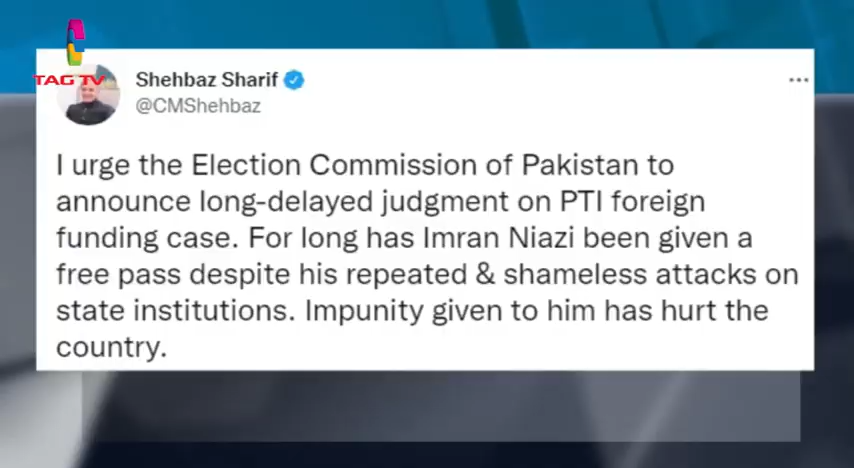 TAG TV
Shehbaz Sharif
@CMShehbaz
I urge the Election Commission of Pakistan to
announce long-delayed judgment on PTI foreign
funding case. For long has Imran Niazi been given a
free pass despite his repeated & shameless attacks on
state institutions. Impunity given to him has hurt the
country.